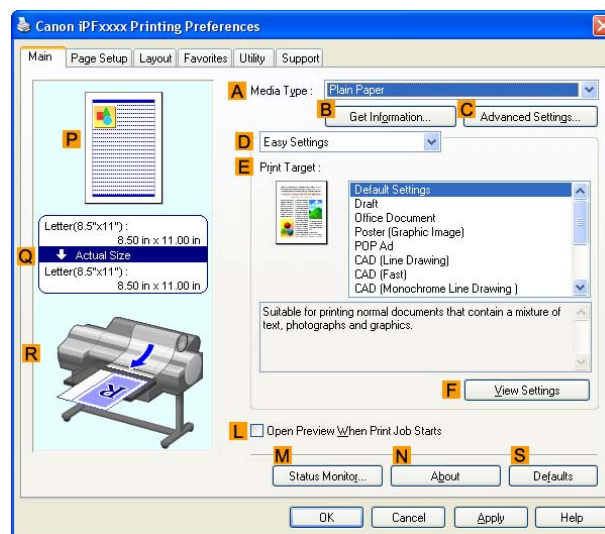 Canon iPFxxxx Printing Preferences
Main Page Setup Layout Favorites Utility Support
A Media Type : Plain Paper
B C
Get Information... Advanced Settings...
D Easy Settings
E Print Target :
P
Default Settings
Draft
Office Document
Poster (Graphic Image)
POP Ad
CAD (Line Drawing)
CAD (Fast)
CAD (Monochrome Line Drawing )
Letter(8.5"x11") :
8.50 in x 11.00 in
Q Actual Size
Letter(8.5"x11") :
8.50 in x 11.00 in
Suitable for printing normal documents that contain a mixture of
text, photographs and graphics.
R
R
F View Settings
L Open Preview When Print Job Starts
M N S
Status Monitor... About Defaults
OK Cancel Apply Help